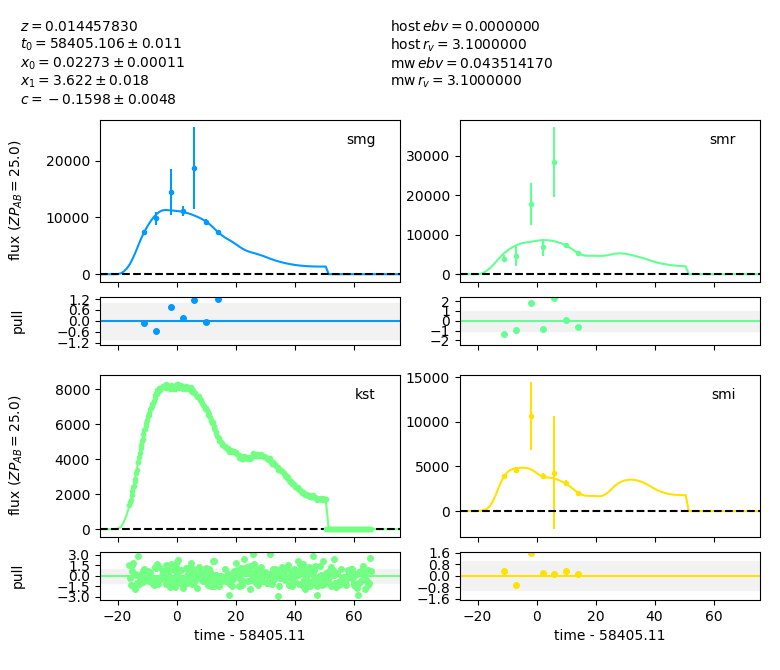 z = 0.014457830
t0 = 58405.106 ± 0.011
x0 = 0.02273 ± 0.00011
x1 = 3.622 ± 0.018
c = −0.1598 ± 0.0048
host ebv = 0.0000000
host rv = 3.1000000
mw ebv = 0.043514170
mw rv = 3.1000000
flux (ZPAB = 25.0)
20000
10000
0
smg
30000
20000
10000
0
smr
pull
1.2
0.6
0.0
−0.6
−1.2
2
1
0
−1
−2
flux (ZPAB = 25.0)
8000
6000
4000
2000
0
kst
15000
10000
5000
0
smi
pull
3.0
1.5
0.0
−1.5
−3.0
−20 0 20 40 60
time - 58405.11
1.6
0.8
0.0
−0.8
−1.6
−20 0 20 40 60
time - 58405.11